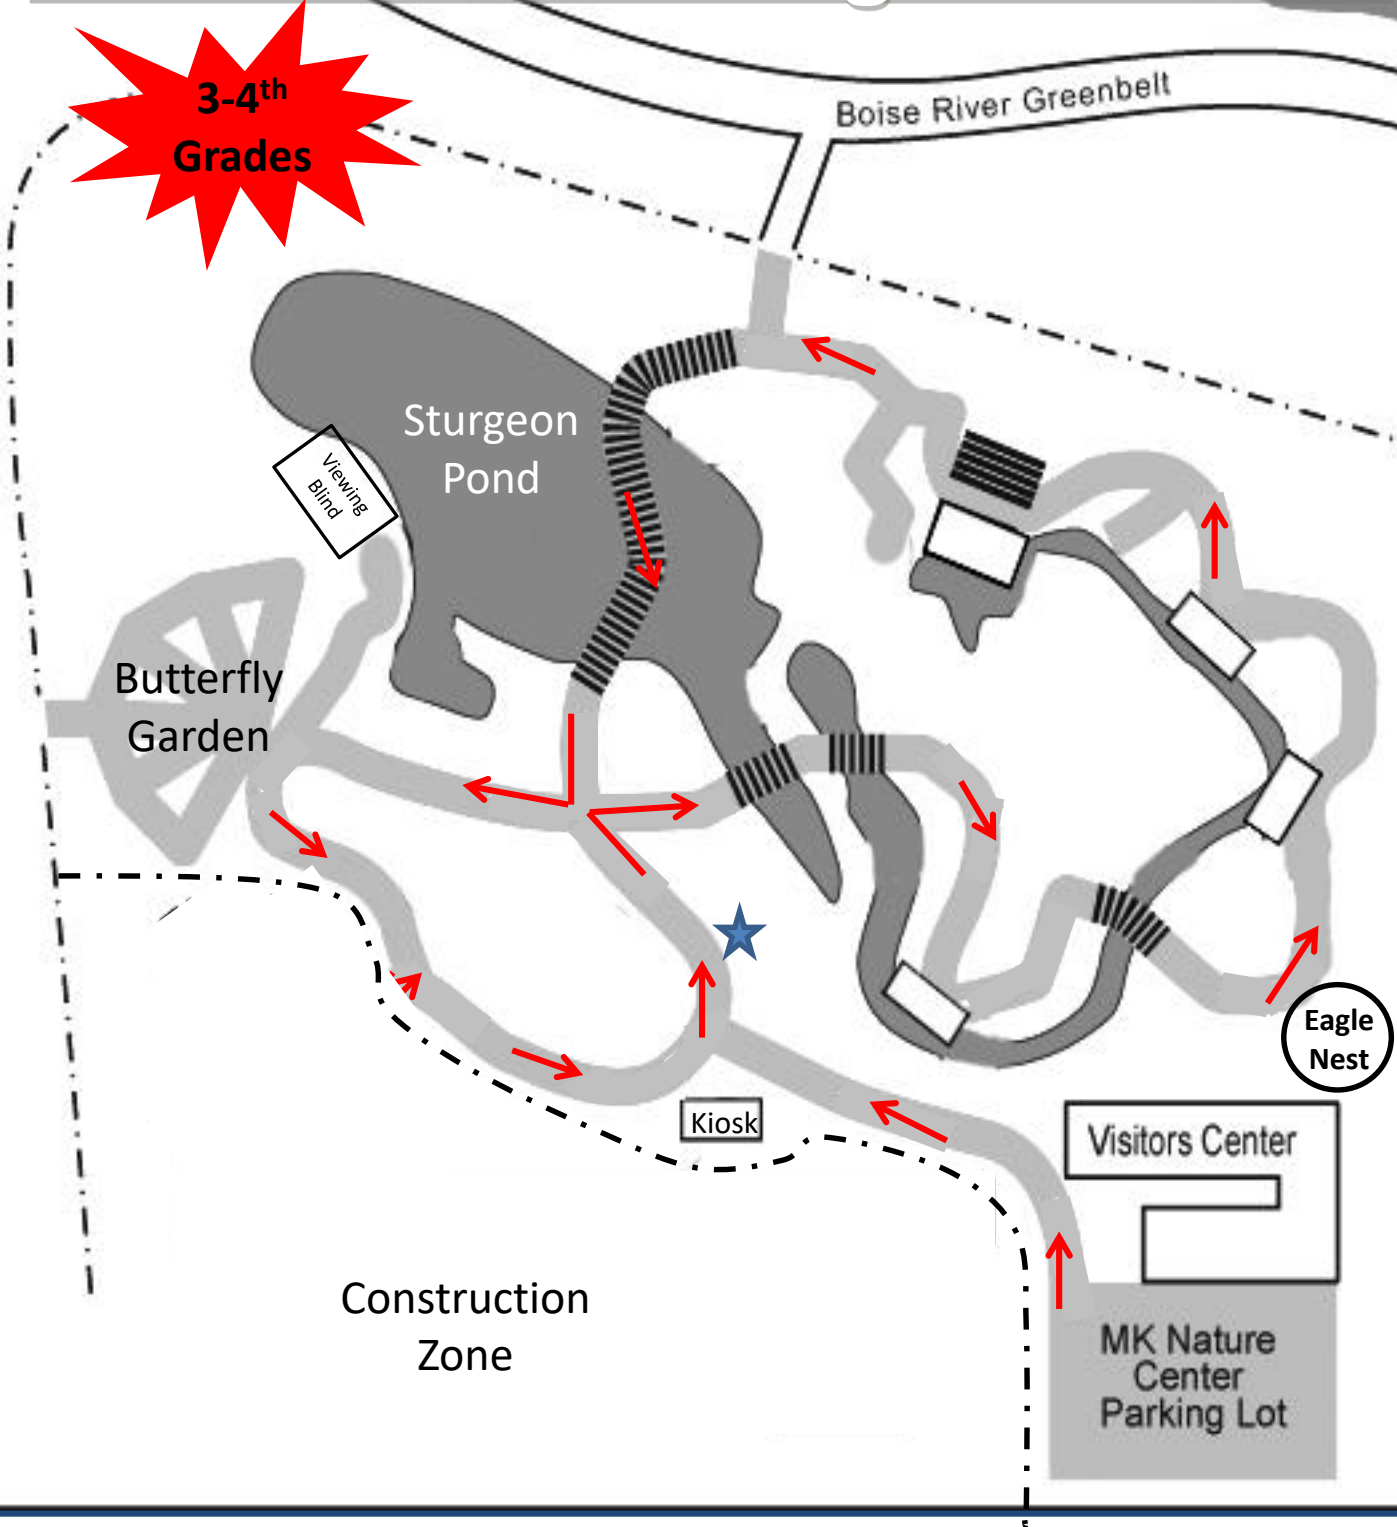 3-4th
Grades
Boise River Greenbelt
Sturgeon
Pond
Viewing
Blind
Butterfly
Garden
Eagle
Nest
Kiosk
Visitors Center
Construction
Zone
MK Nature
Center
Parking Lot